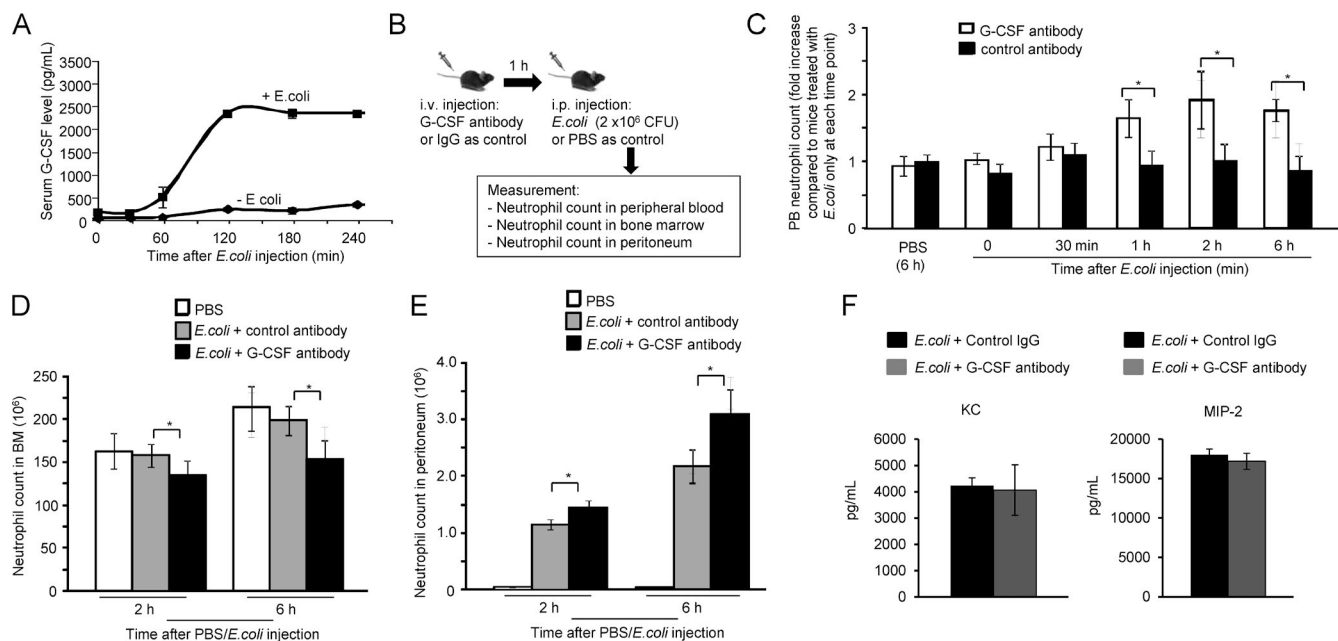 A
Serum G-CSF level (pg/mL)
3500
3000
2500
2000
1500
1000
500
0
+ E.coli
- E coli
0
60
120
180
240
Time after E.coli injection (min)
B
1 h
i.v. injection:
G-CSF antibody
or IgG as control
i.p. injection:
E.coli (2 x10⁶ CFU)
or PBS as control
Measurement:
- Neutrophil count in peripheral blood
- Neutrophil count in bone marrow
- Neutrophil count in peritoneum
C
G-CSF antibody
control antibody
PB neutrophil count (fold increase
compared to mice treated with
E.coli only at each time point)
3
2
1
0
*
*
*
PBS
(6 h)
0
30 min
1 h
2 h
6 h
Time after E.coli injection (min)
D
PBS
E.coli + control antibody
E.coli + G-CSF antibody
Neutrophil count in BM (10⁶)
250
200
150
100
50
0
*
*
2 h
6 h
Time after PBS/E.coli injection
E
PBS
E.coli + control antibody
E.coli + G-CSF antibody
Neutrophil count in peritoneum (10⁶)
4.0
3.0
2.0
1.0
0
*
*
2 h
6 h
Time after PBS/E.coli injection
F
E.coli + Control IgG
E.coli + G-CSF antibody
KC
pg/mL
6000
5000
4000
3000
2000
1000
0
E.coli + Control IgG
E.coli + G-CSF antibody
MIP-2
pg/mL
20000
15000
10000
5000
0